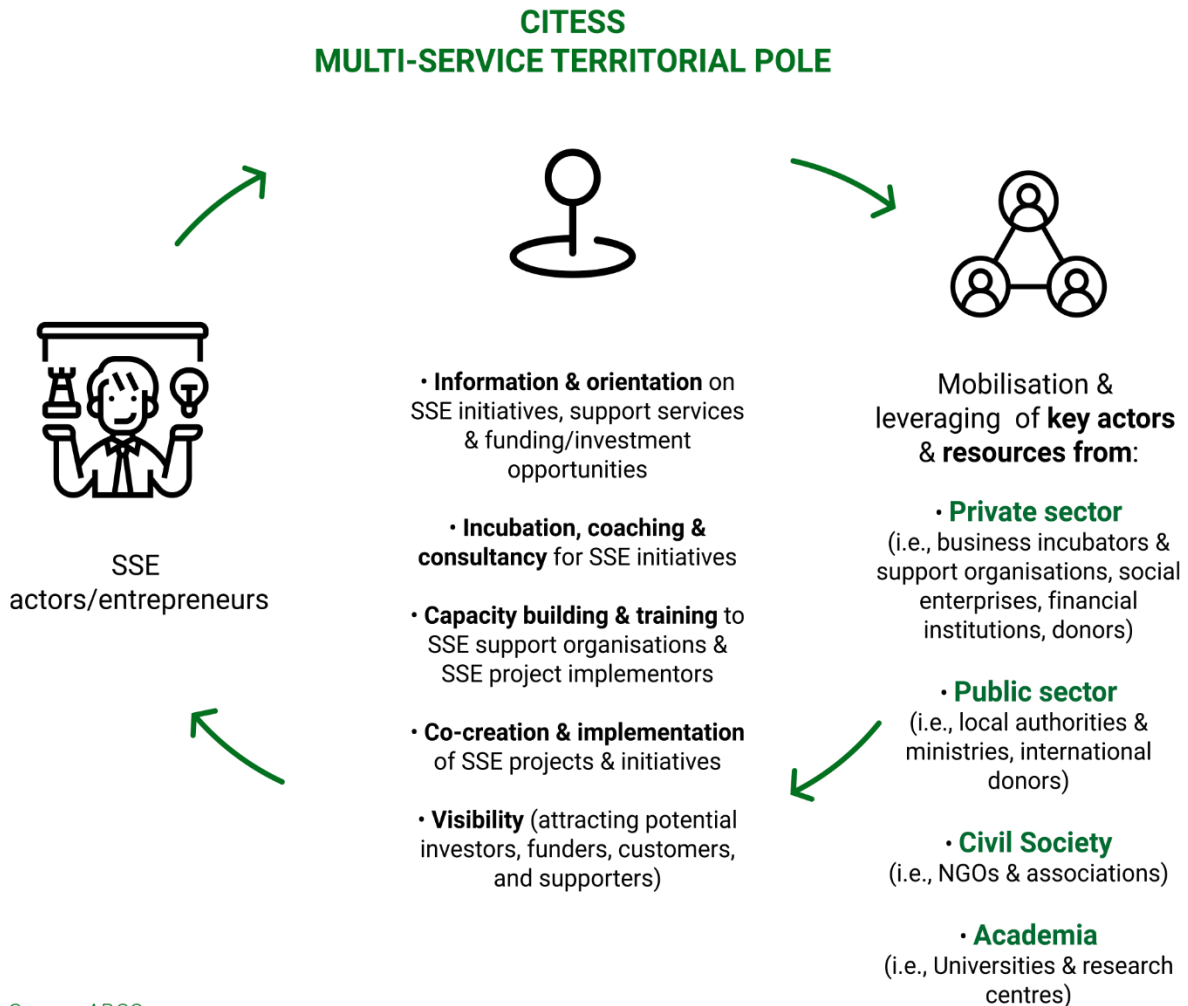 CITESS
MULTI-SERVICE TERRITORIAL POLE
SSE
actors/entrepreneurs
• Information & orientation on
SSE initiatives, support services
& funding/investment
opportunities
• Incubation, coaching &
consultancy for SSE initiatives
• Capacity building & training to
SSE support organisations &
SSE project implementors
• Co-creation & implementation
of SSE projects & initiatives
• Visibility (attracting potential
investors, funders, customers,
and supporters)
Mobilisation &
leveraging of key actors
& resources from:
• Private sector
(i.e., business incubators &
support organisations, social
enterprises, financial
institutions, donors)
• Public sector
(i.e., local authorities &
ministries, international
donors)
• Civil Society
(i.e., NGOs & associations)
• Academia
(i.e., Universities & research
centres)